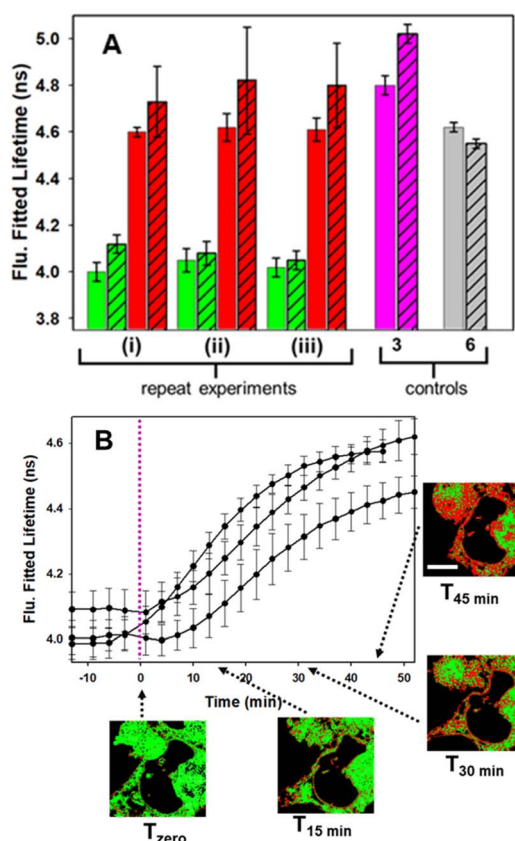 A
Flu. Fitted Lifetime (ns)
5.0
4.8
4.6
4.4
4.2
4.0
3.8
(i) (ii) (iii) 3 6
repeat experiments controls
B
Flu. Fitted Lifetime (ns)
4.6
4.4
4.2
4.0
-10 0 10 20 30 40 50
Time (min)
T45 min
T30 min
Tzero
T15 min